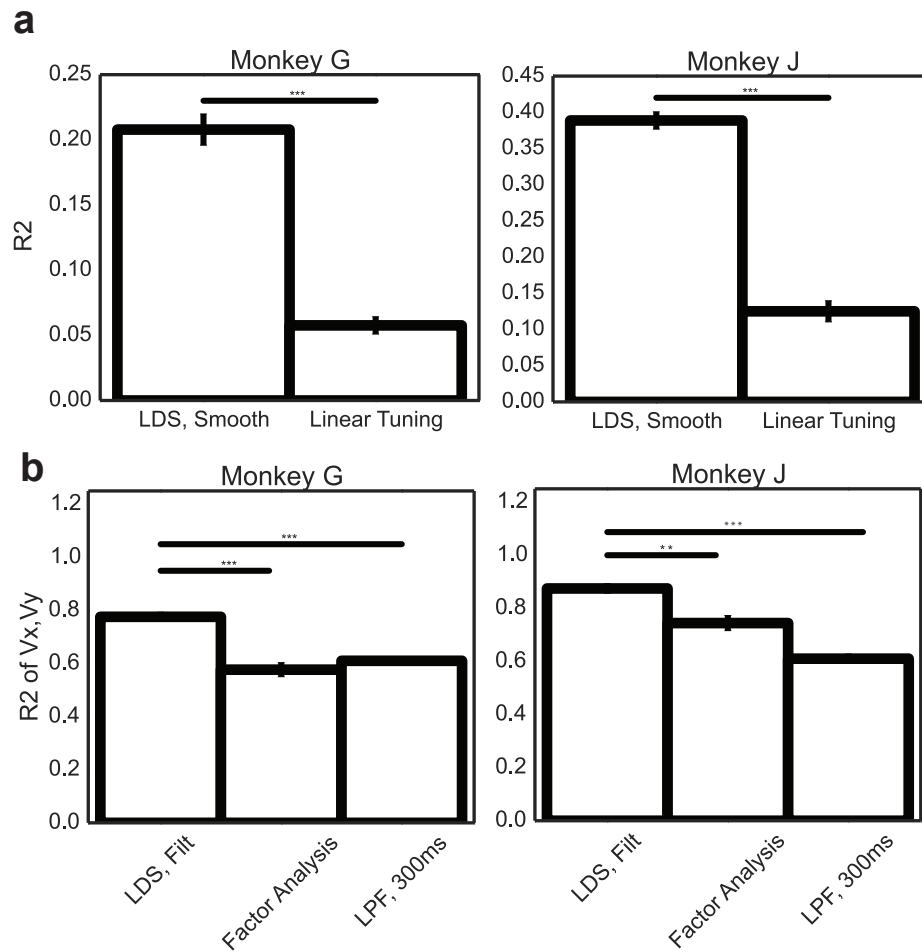 a
Monkey G
Monkey J
0.25
0.20
0.15
0.10
0.05
0.00
R2
***
LDS, Smooth
Linear Tuning
0.45
0.40
0.35
0.30
0.25
0.20
0.15
0.10
0.05
0.00
***
LDS, Smooth
Linear Tuning
b
Monkey G
Monkey J
1.2
1.0
0.8
0.6
0.4
0.2
0.0
R2 of Vx,Vy
***
***
LDS, Filt
Factor Analysis
LPF, 300ms
1.2
1.0
0.8
0.6
0.4
0.2
0.0
***
**
LDS, Filt
Factor Analysis
LPF, 300ms